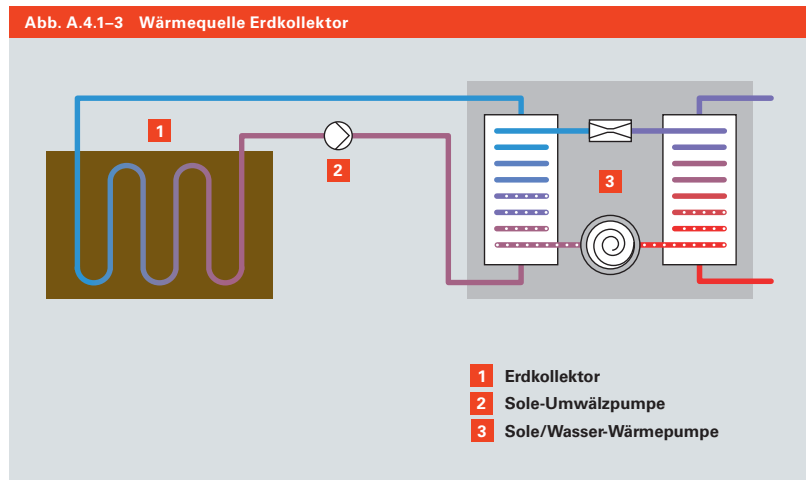 Abb. A.4.1–3 Wärmequelle Erdkollektor
1
2
3
1 Erdkollektor
2 Sole-Umwälzpumpe
3 Sole/Wasser-Wärmepumpe